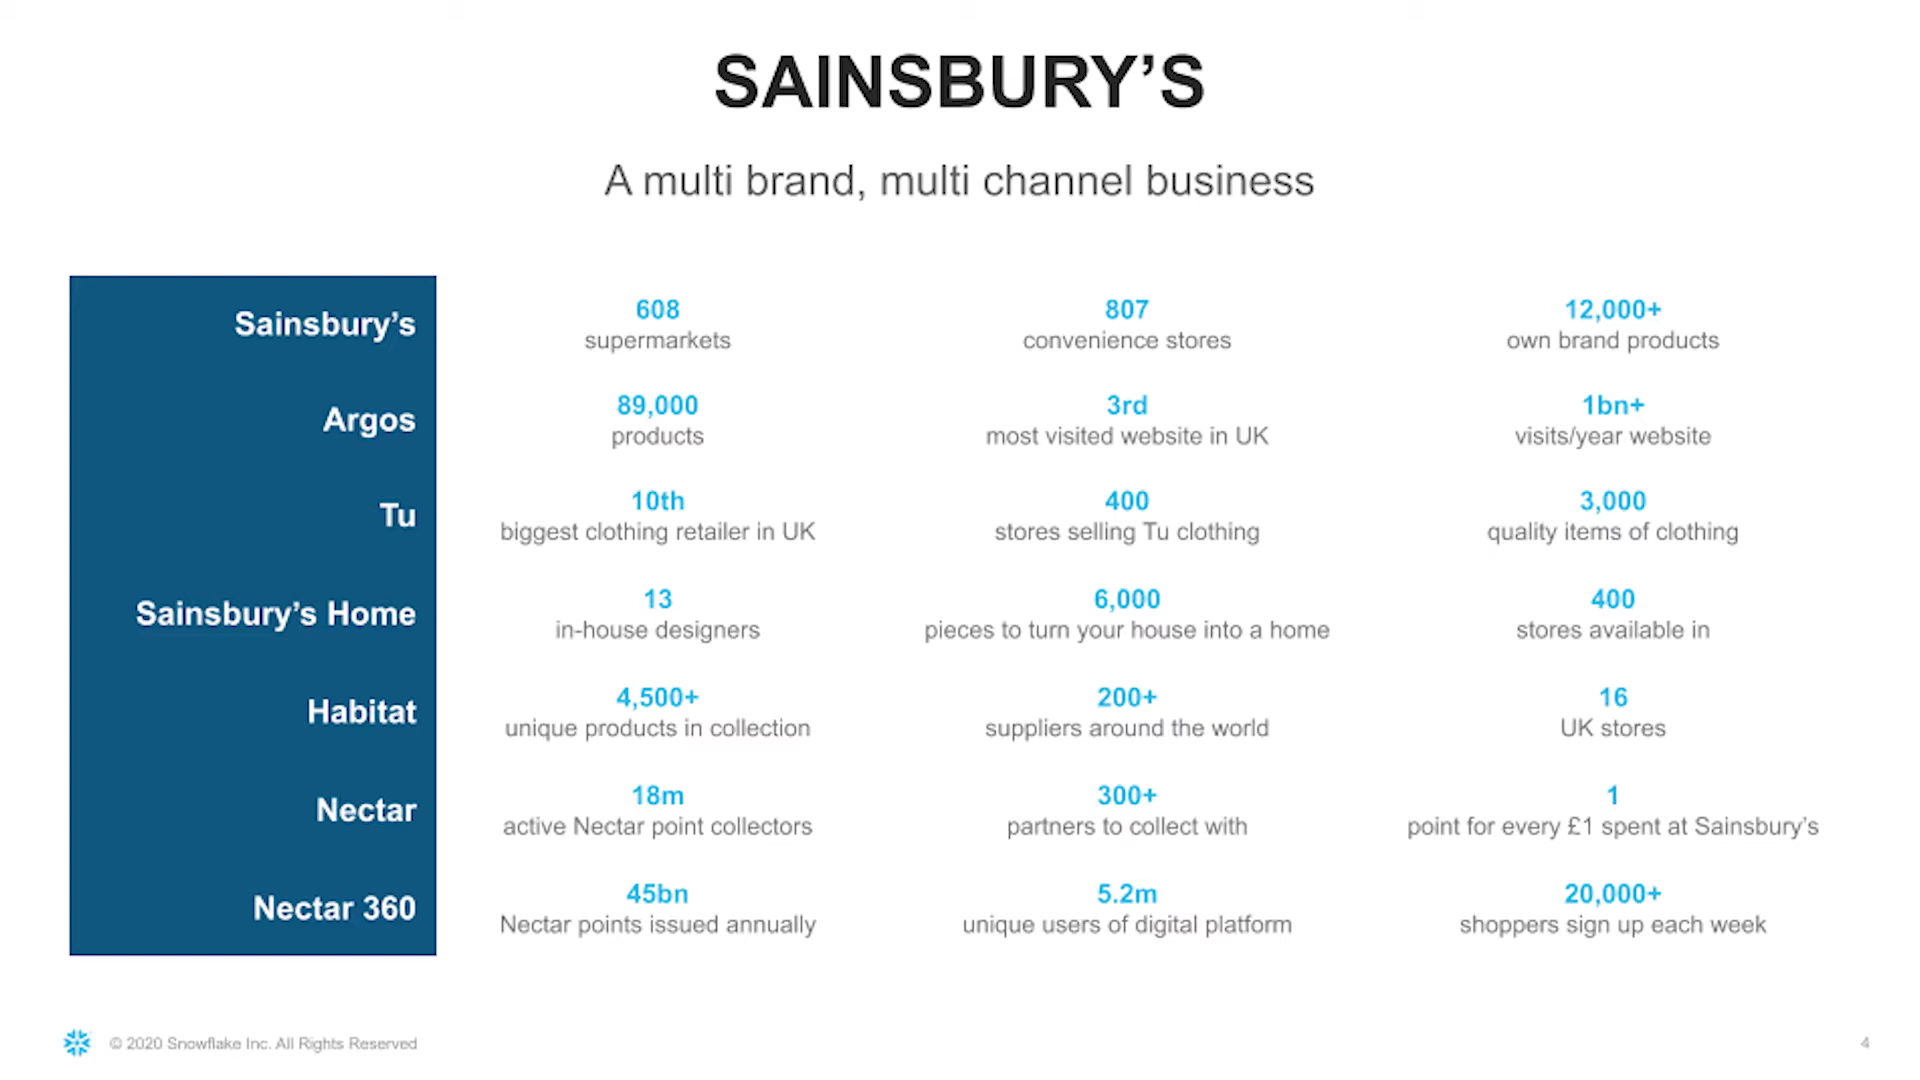 SAINSBURY’S
A multi brand, multi channel business
Sainsbury’s
608
supermarkets
807
convenience stores
12,000+
own brand products
Argos
89,000
products
3rd
most visited website in UK
1bn+
visits/year website
Tu
10th
biggest clothing retailer in UK
400
stores selling Tu clothing
3,000
quality items of clothing
Sainsbury’s Home
13
in-house designers
6,000
pieces to turn your house into a home
400
stores available in
Habitat
4,500+
unique products in collection
200+
suppliers around the world
16
UK stores
Nectar
18m
active Nectar point collectors
300+
partners to collect with
1
point for every £1 spent at Sainsbury’s
Nectar 360
45bn
Nectar points issued annually
5.2m
unique users of digital platform
20,000+
shoppers sign up each week
© 2020 Snowflake Inc. All Rights Reserved
4